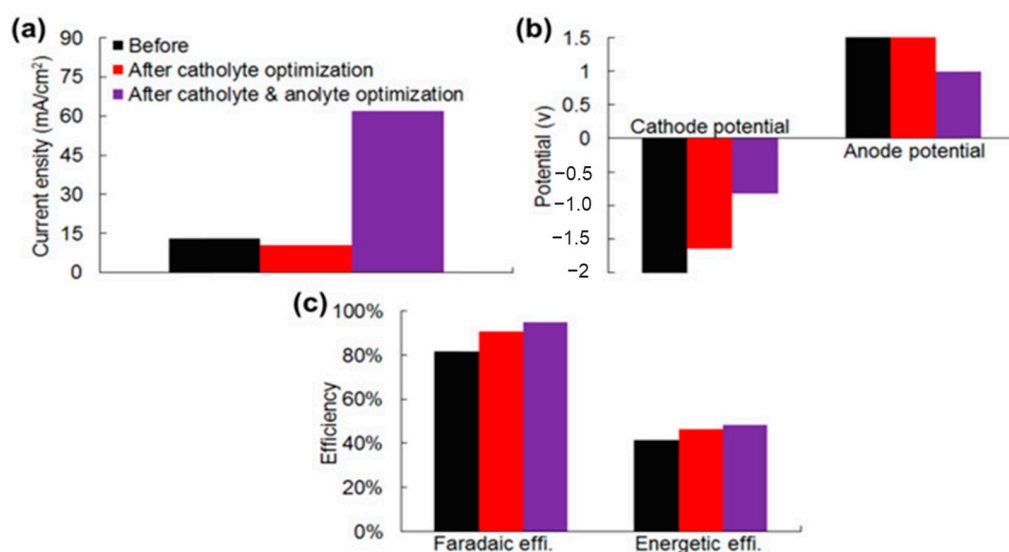 (a)
Current ensity (mA/cm²)
90
75
60
45
30
15
0
Before
After catholyte optimization
After catholyte & anolyte optimization
(b)
Potential (v)
1.5
1
0.5
0
−0.5
−1.0
−1.5
−2
Cathode potential
Anode potential
(c)
Efficiency
100%
80%
60%
40%
20%
0%
Faradaic effi.
Energetic effi.